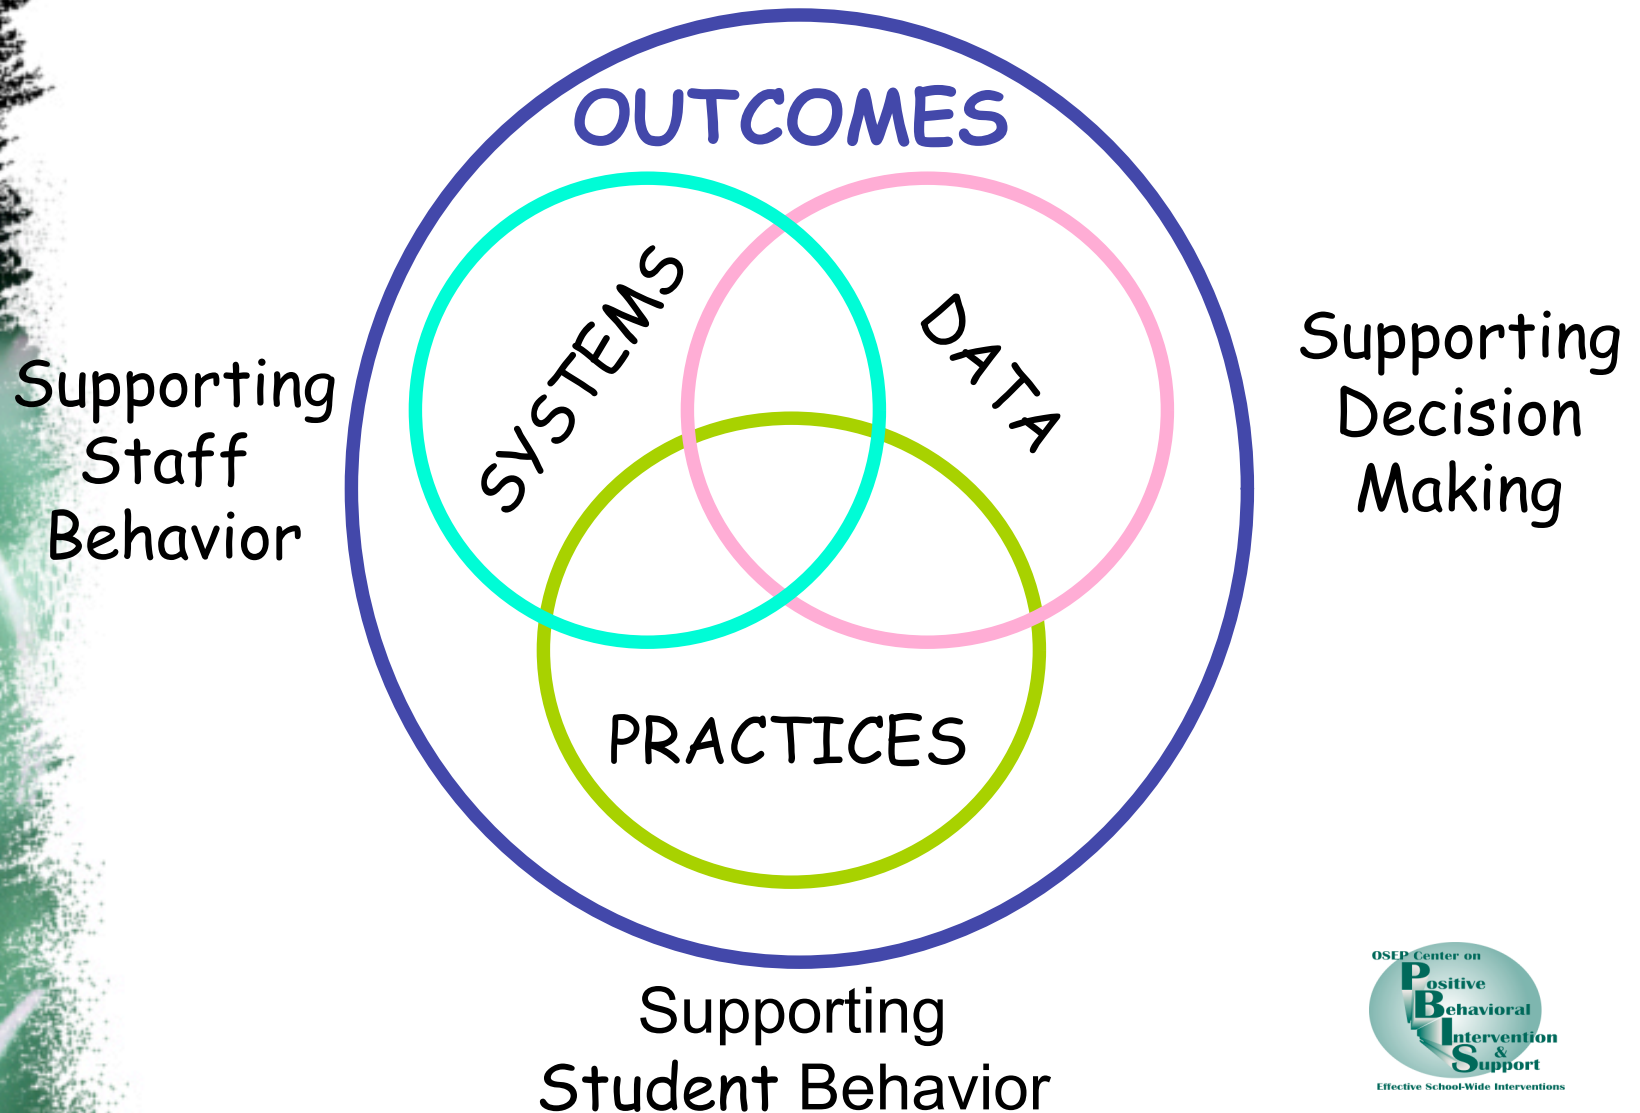 OUTCOMES
SYSTEMS
DATA
PRACTICES
Supporting
Staff
Behavior
Supporting
Decision
Making
Supporting
Student Behavior
OSEP Center on
Positive
Behavioral
Intervention
&
Support
Effective School-Wide Interventions